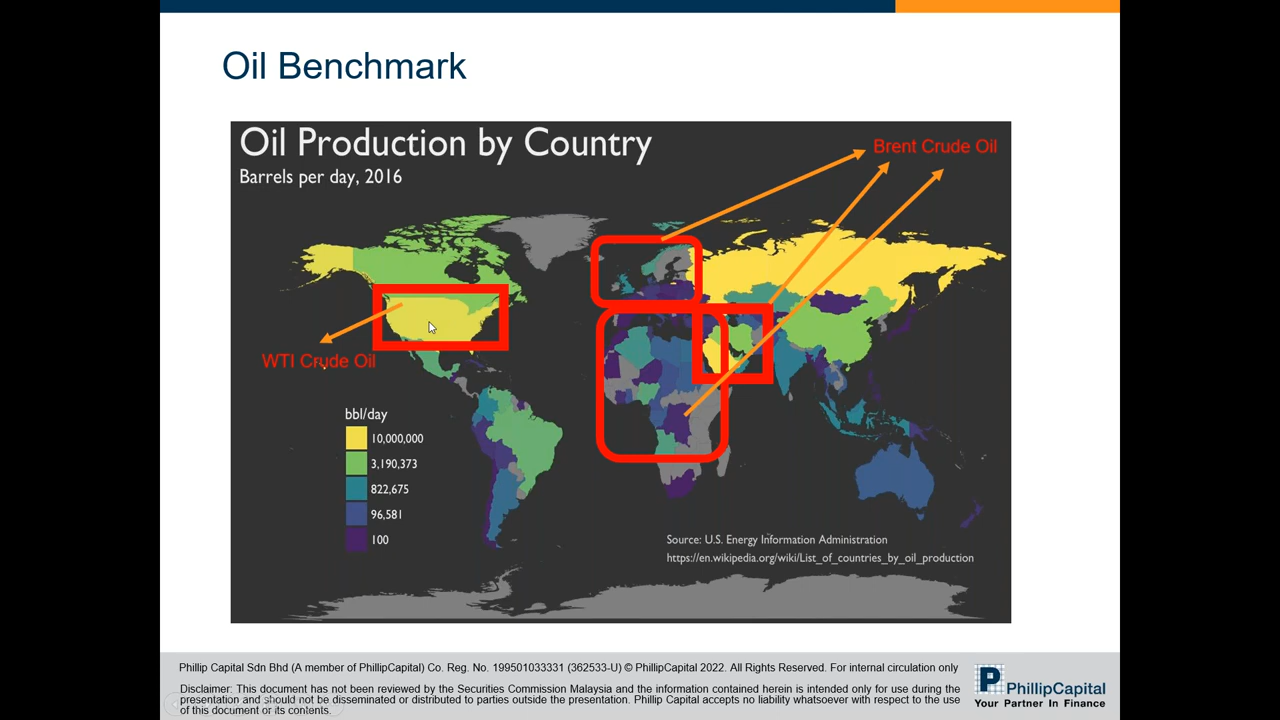 Oil Benchmark
Oil Production by Country
Barrels per day, 2016
Brent Crude Oil
WTI Crude Oil
bbl/day
10,000,000
3,190,373
822,675
96,581
100
Source: U.S. Energy Information Administration
https://en.wikipedia.org/wiki/List_of_countries_by_oil_production
Phillip Capital Sdn Bhd (A member of PhillipCapital) Co. Reg. No. 199501033331 (362533-U) © PhillipCapital 2022. All Rights Reserved. For internal circulation only
Disclaimer: This document has not been reviewed by the Securities Commission Malaysia and the information contained herein is intended only for use during the
presentation and should not be disseminated or distributed to parties outside the presentation. Phillip Capital accepts no liability whatsoever with respect to the use
of this document or its contents.
P
PhillipCapital
Your Partner In Finance